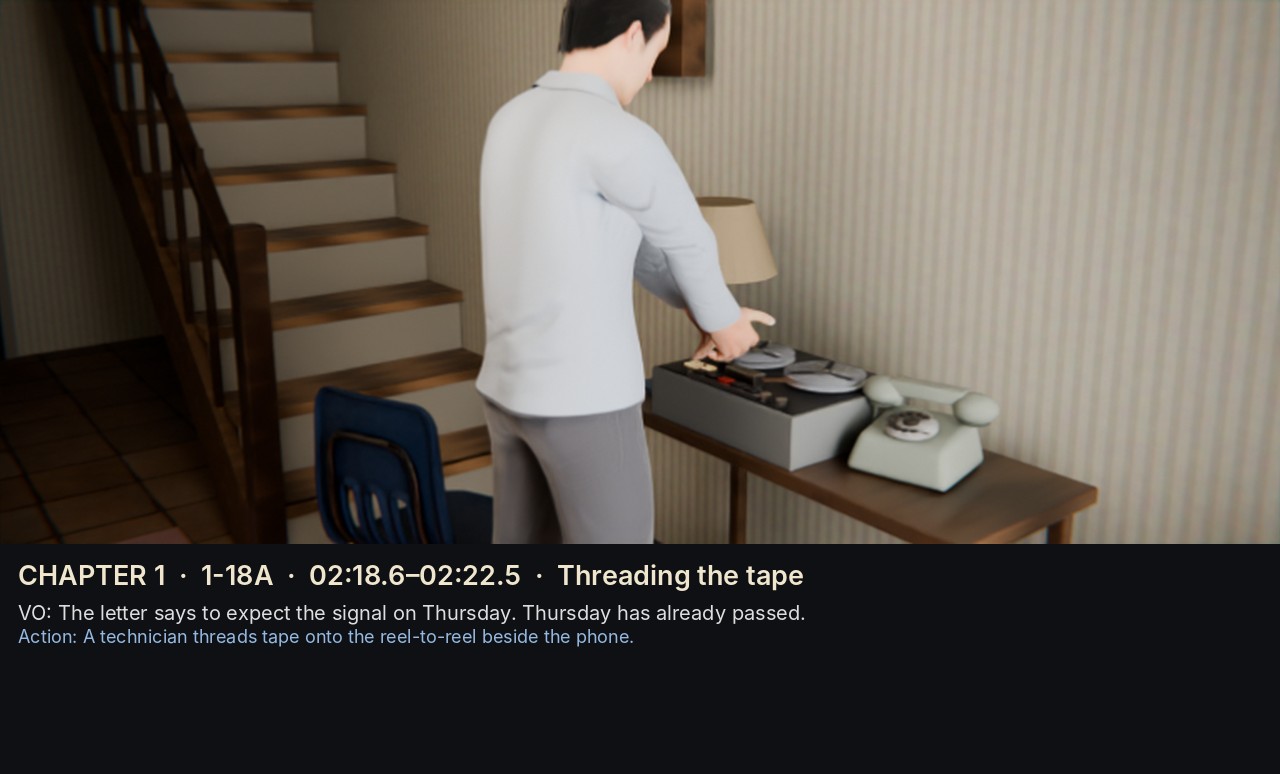 CHAPTER 1 · 1-18A · 02:18.6–02:22.5 · Threading the tape
VO: The letter says to expect the signal on Thursday. Thursday has already passed.
Action: A technician threads tape onto the reel-to-reel beside the phone.